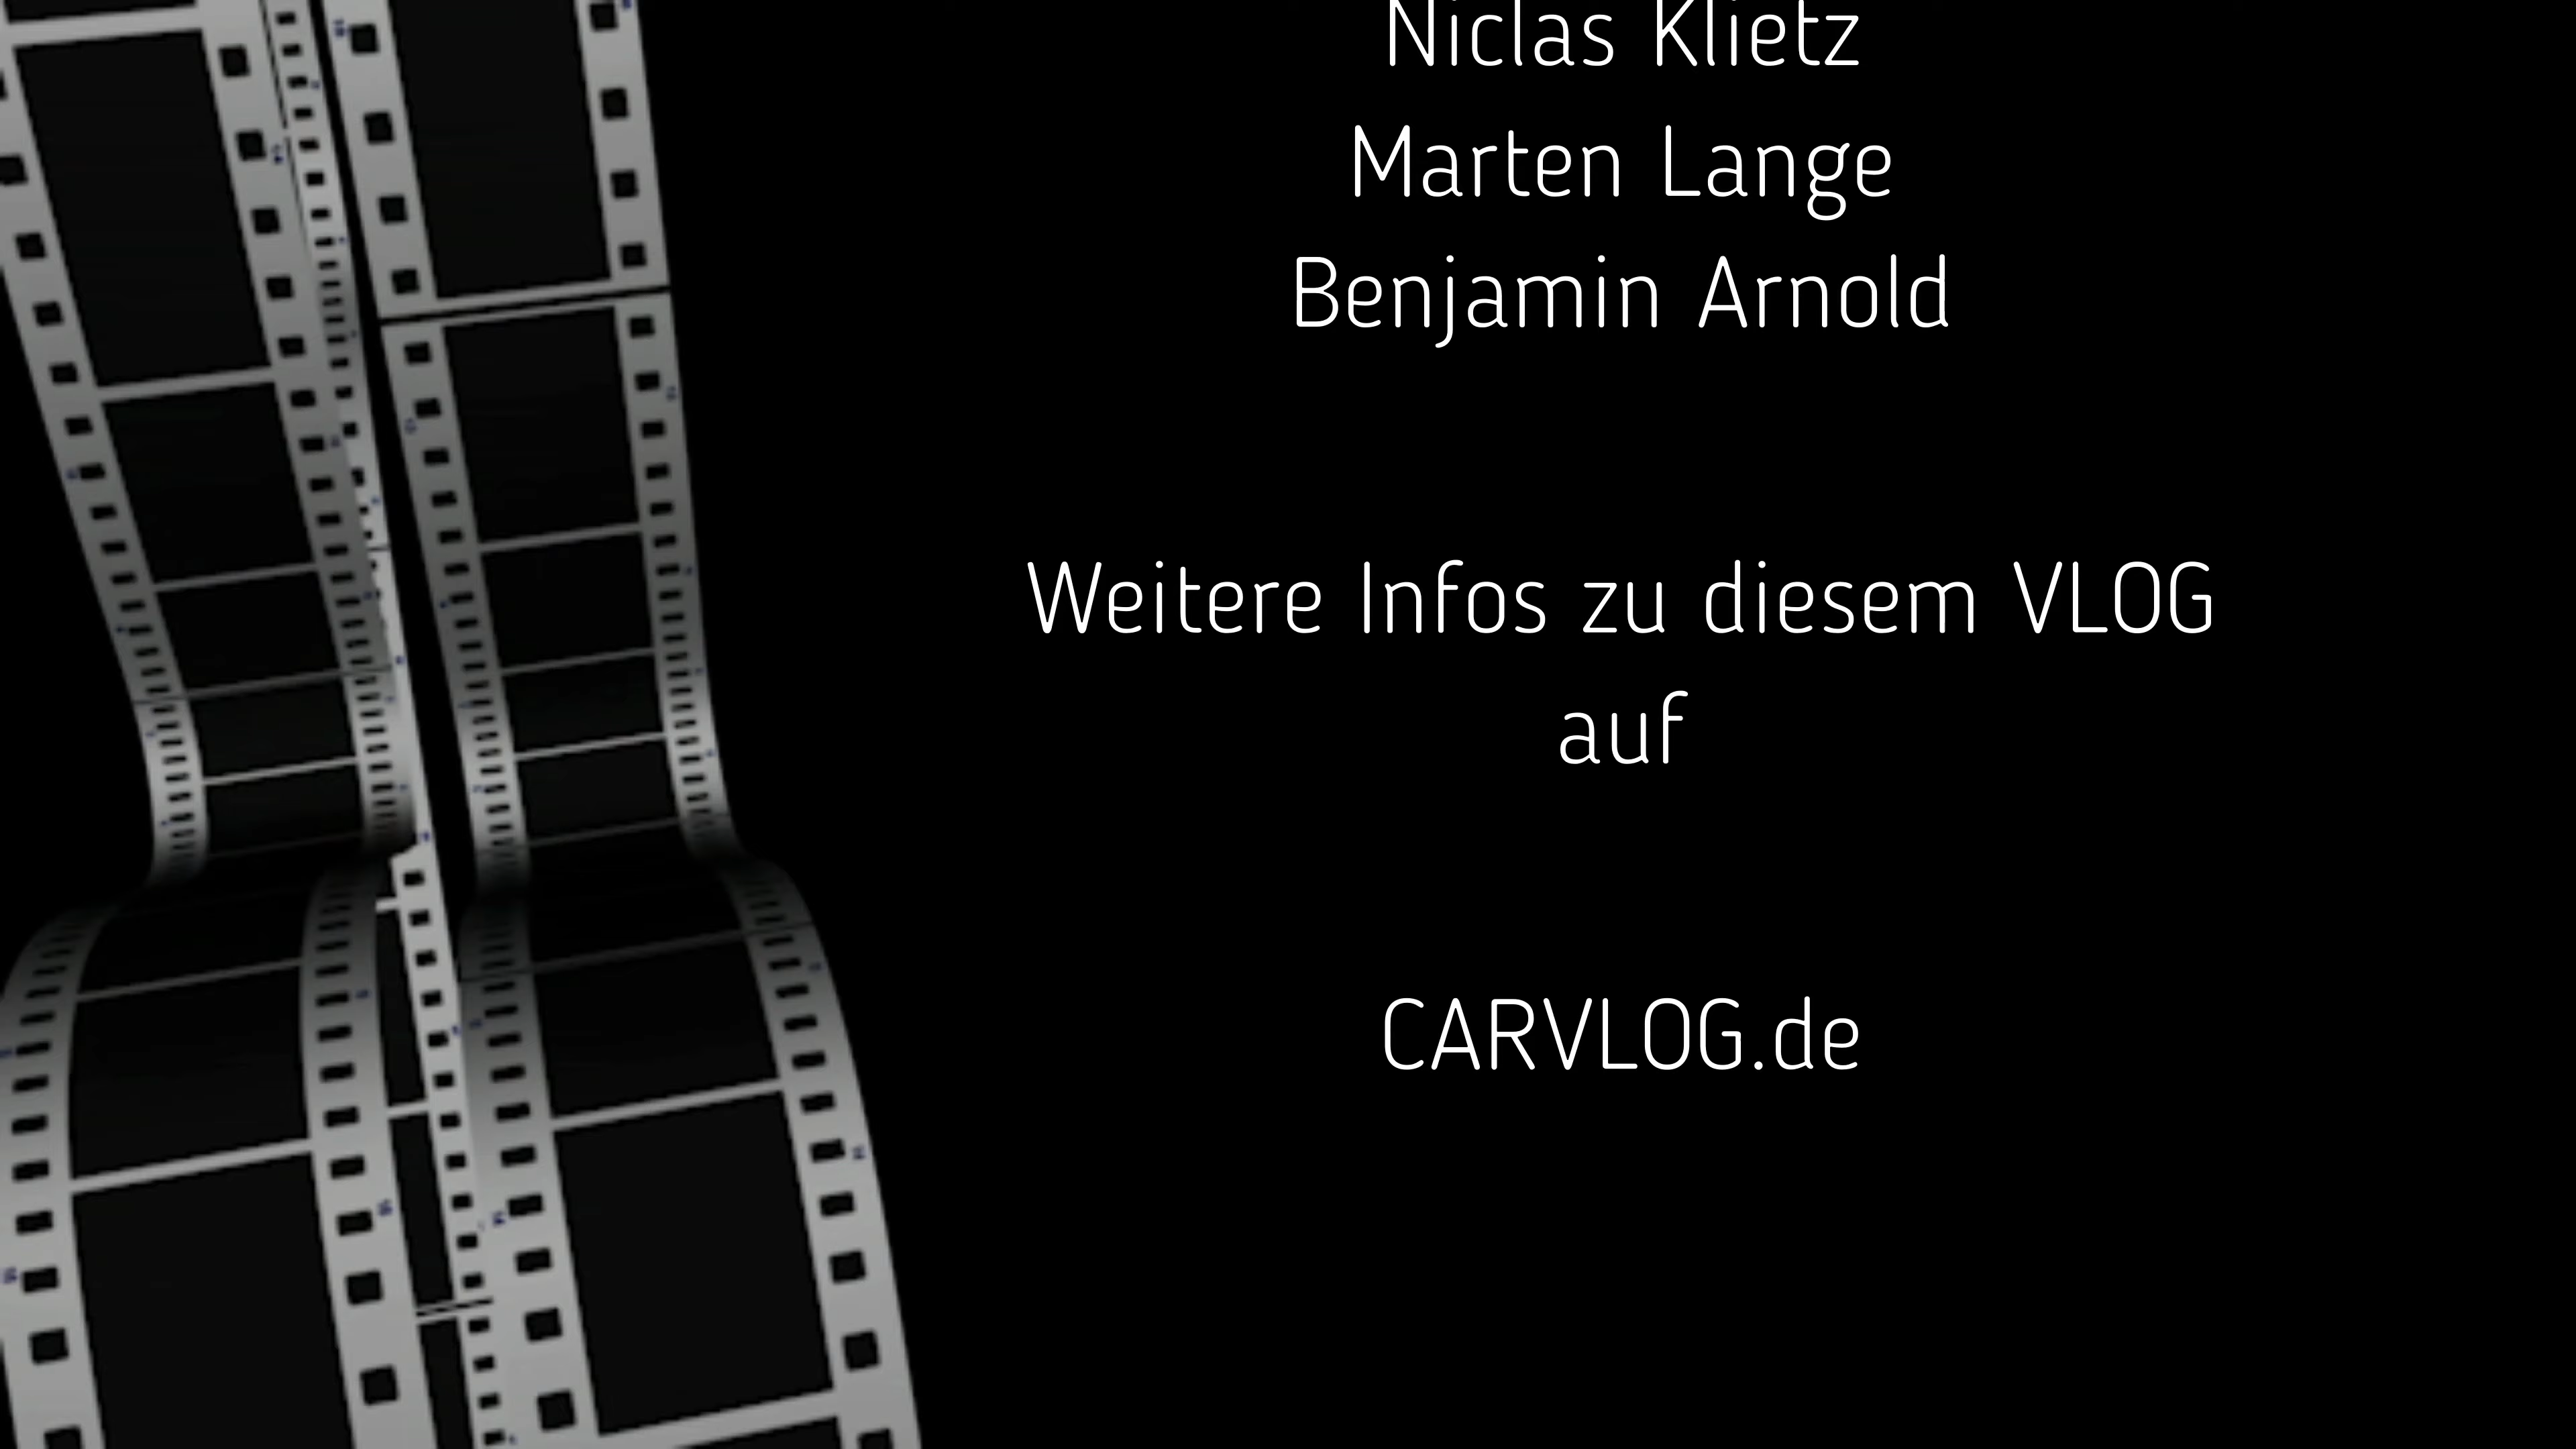 Niclas Klietz
Marten Lange
Benjamin Arnold
Weitere Infos zu diesem VLOG
auf
CARVLOG.de